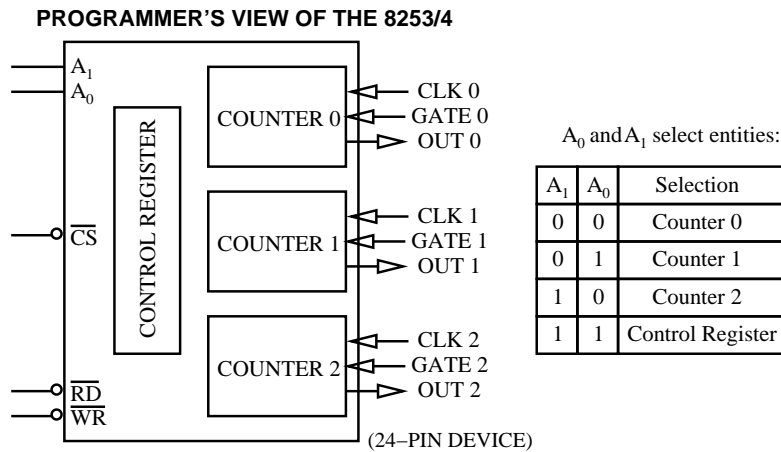 PROGRAMMER'S VIEW OF THE 8253/4
A1
A0
CS
RD
WR
CONTROL REGISTER
COUNTER 0
CLK 0
GATE 0
OUT 0
COUNTER 1
CLK 1
GATE 1
OUT 1
COUNTER 2
CLK 2
GATE 2
OUT 2
(24–PIN DEVICE)
A0 and A1 select entities:
A1 A0 Selection
0 0 Counter 0
0 1 Counter 1
1 0 Counter 2
1 1 Control Register